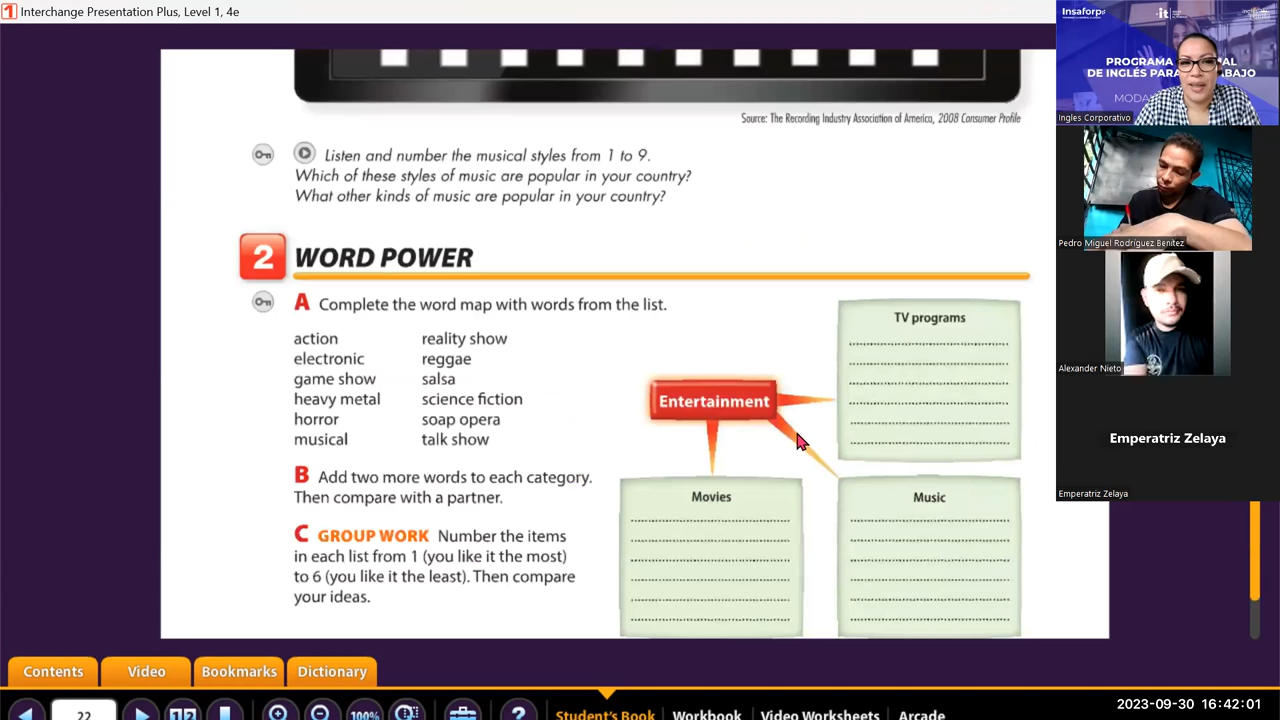 Interchange Presentation Plus, Level 1, 4e
Source: The Recording Industry Association of America, 2008 Consumer Profile
Listen and number the musical styles from 1 to 9.
Which of these styles of music are popular in your country?
What other kinds of music are popular in your country?
2 WORD POWER
A Complete the word map with words from the list.
action reality show
electronic reggae
game show salsa
heavy metal science fiction
horror soap opera
musical talk show
TV programs
Entertainment
Movies
Music
B Add two more words to each category.
Then compare with a partner.
C GROUP WORK Number the items
in each list from 1 (you like it the most)
to 6 (you like it the least). Then compare
your ideas.
Insaforp
PROGRAMA
DE INGLÉS PARA
Ingles Corporativo
Pedro Miguel Rodríguez Benítez
Alexander Nieto
Emperatriz Zelaya
Emperatriz Zelaya
Contents Video Bookmarks Dictionary
22
100%
Student's Book Workbook Video Worksheets Arcade
2023-09-30 16:42:01